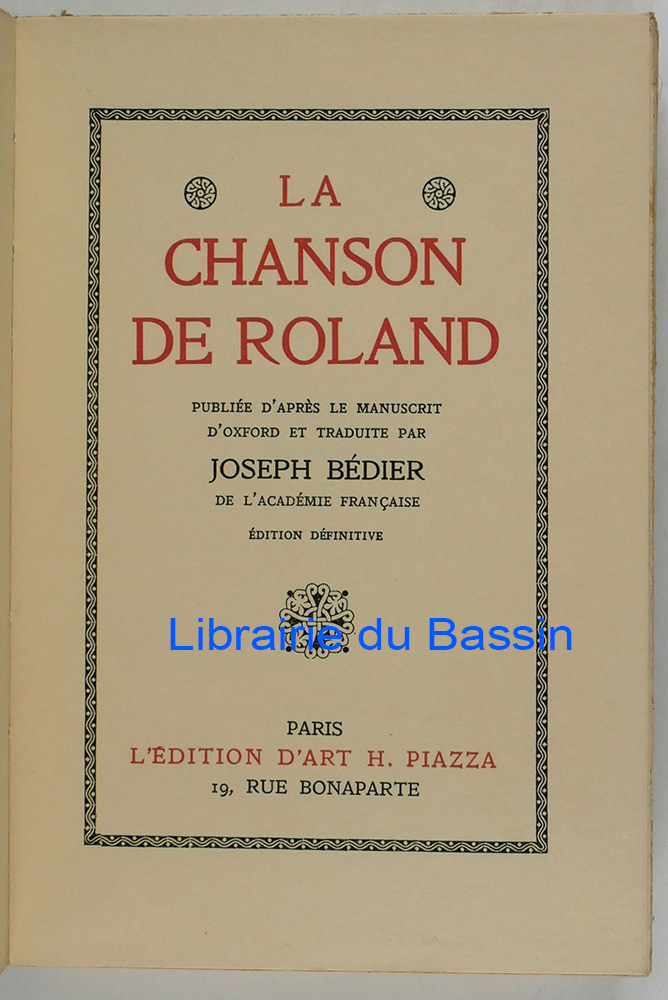 LA
CHANSON
DE ROLAND
PUBLIÉE D'APRÈS LE MANUSCRIT
D'OXFORD ET TRADUITE PAR
JOSEPH BÉDIER
DE L'ACADÉMIE FRANÇAISE
ÉDITION DÉFINITIVE
Librairie du Bassin
PARIS
L'ÉDITION D'ART H. PIAZZA
19, RUE BONAPARTE